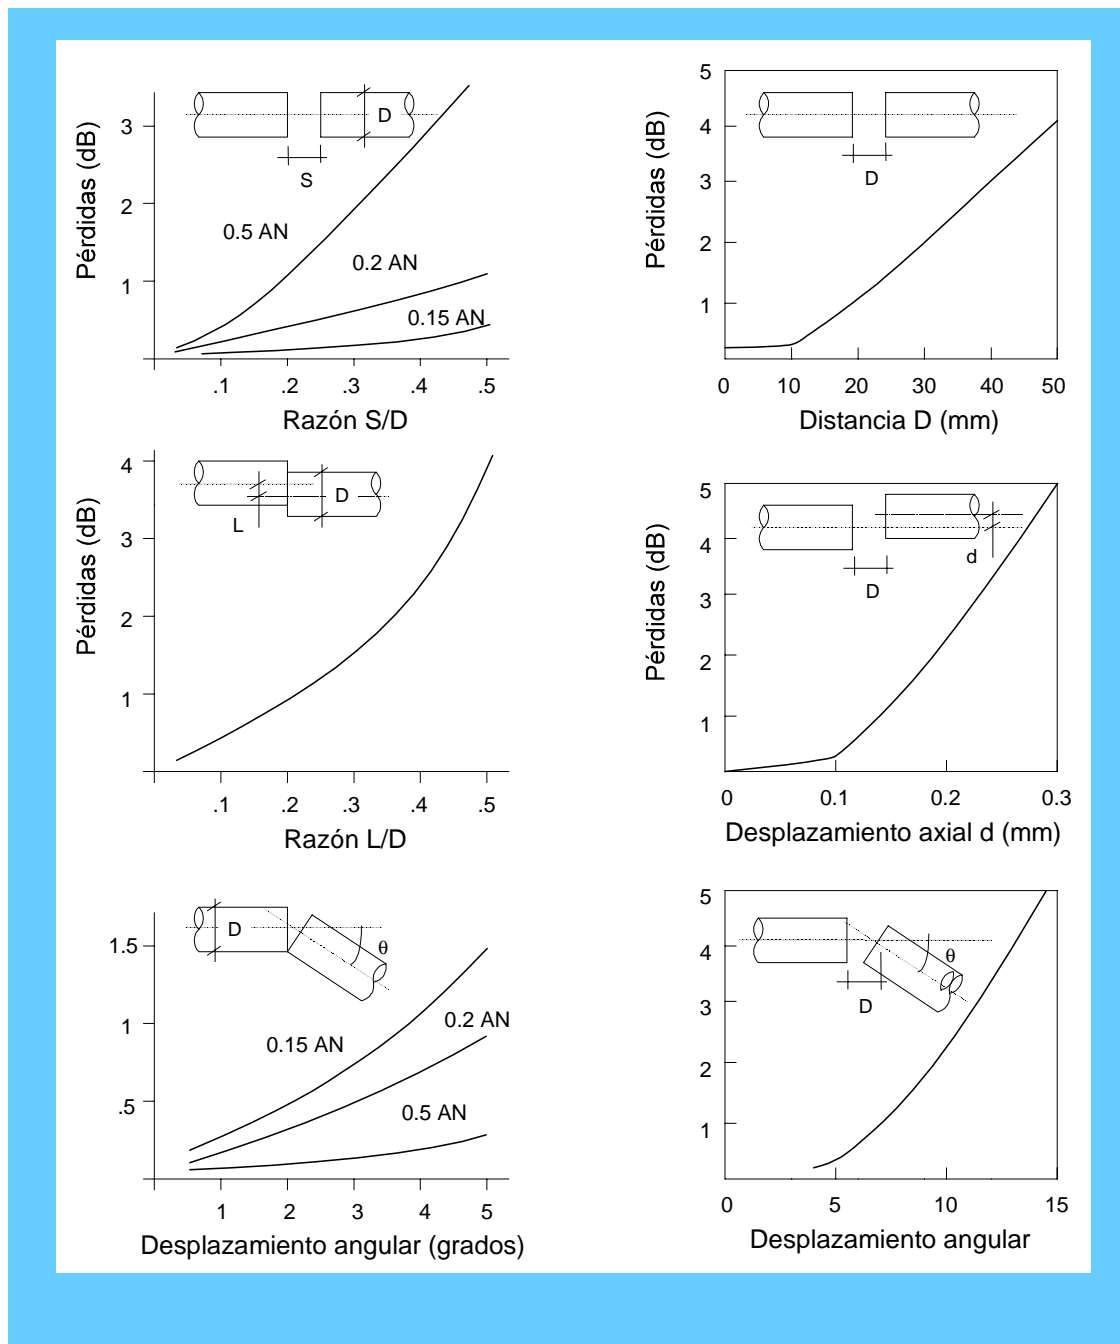 Pérdidas (dB)
3
2
1
D
S
0.5 AN
0.2 AN
0.15 AN
.1 .2 .3 .4 .5
Razón S/D
Pérdidas (dB)
5
4
3
2
1
D
0 10 20 30 40 50
Distancia D (mm)
Pérdidas (dB)
4
3
2
1
D
L
.1 .2 .3 .4 .5
Razón L/D
Pérdidas (dB)
5
4
3
2
1
D
d
0 0.1 0.2 0.3
Desplazamiento axial d (mm)
1.5
1
.5
D
θ
0.15 AN
0.2 AN
0.5 AN
1 2 3 4 5
Desplazamiento angular (grados)
5
4
3
2
1
D
θ
0 5 10 15
Desplazamiento angular